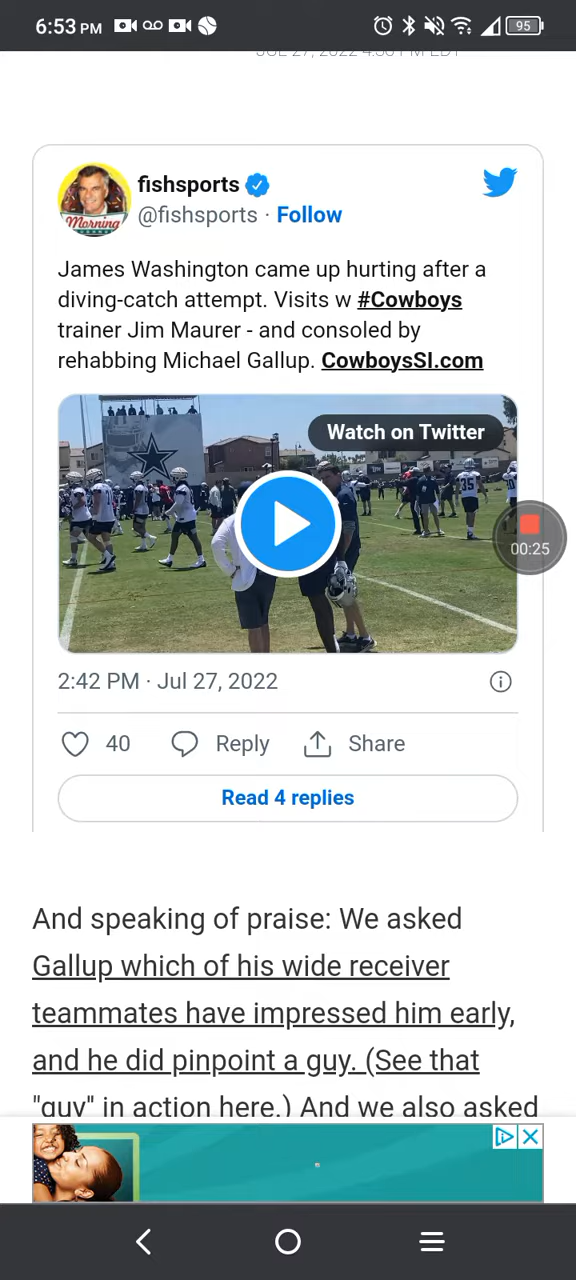 6:53 PM
95
fishsports
@fishsports · Follow
Morning
James Washington came up hurting after a
diving-catch attempt. Visits w #Cowboys
trainer Jim Maurer - and consoled by
rehabbing Michael Gallup. CowboysSI.com
Watch on Twitter
35
00:25
2:42 PM · Jul 27, 2022
40 Reply Share
Read 4 replies
And speaking of praise: We asked
Gallup which of his wide receiver
teammates have impressed him early,
and he did pinpoint a guy. (See that
"guy" in action here.) And we also asked